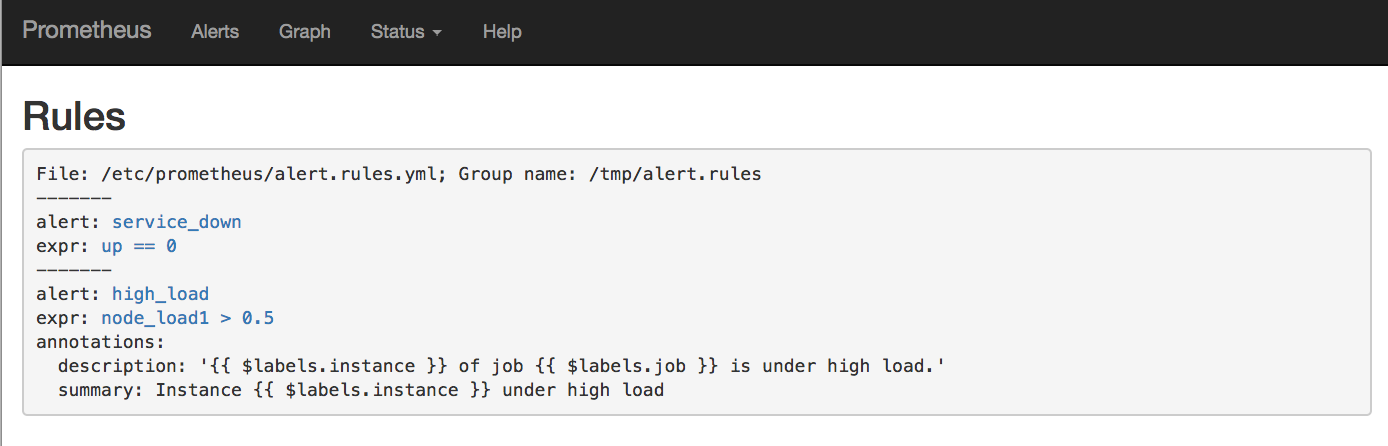 Prometheus Alerts Graph Status Help
Rules
File: /etc/prometheus/alert.rules.yml; Group name: /tmp/alert.rules
-------
alert: service_down
expr: up == 0
-------
alert: high_load
expr: node_load1 > 0.5
annotations:
  description: '{{ $labels.instance }} of job {{ $labels.job }} is under high load.'
  summary: Instance {{ $labels.instance }} under high load